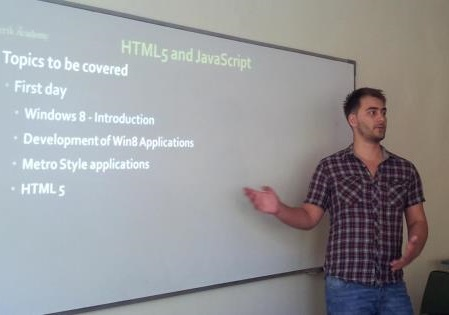 HTML5 and JavaScript
Topics to be covered
First day
Windows 8 - Introduction
Development of Win8 Applications
Metro Style applications
HTML 5